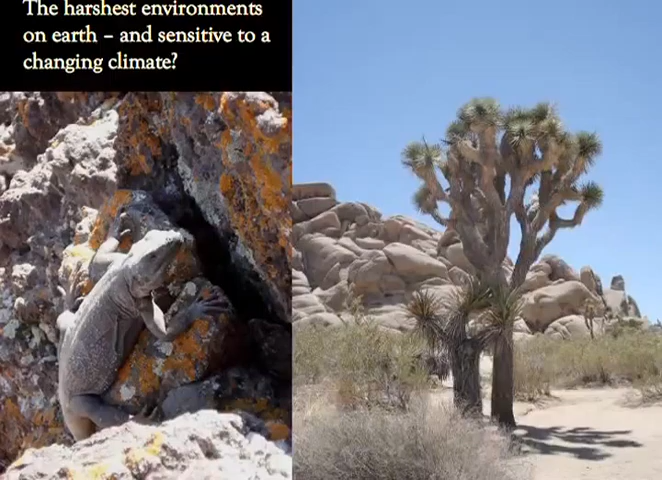 The harshest environments
on earth – and sensitive to a
changing climate?